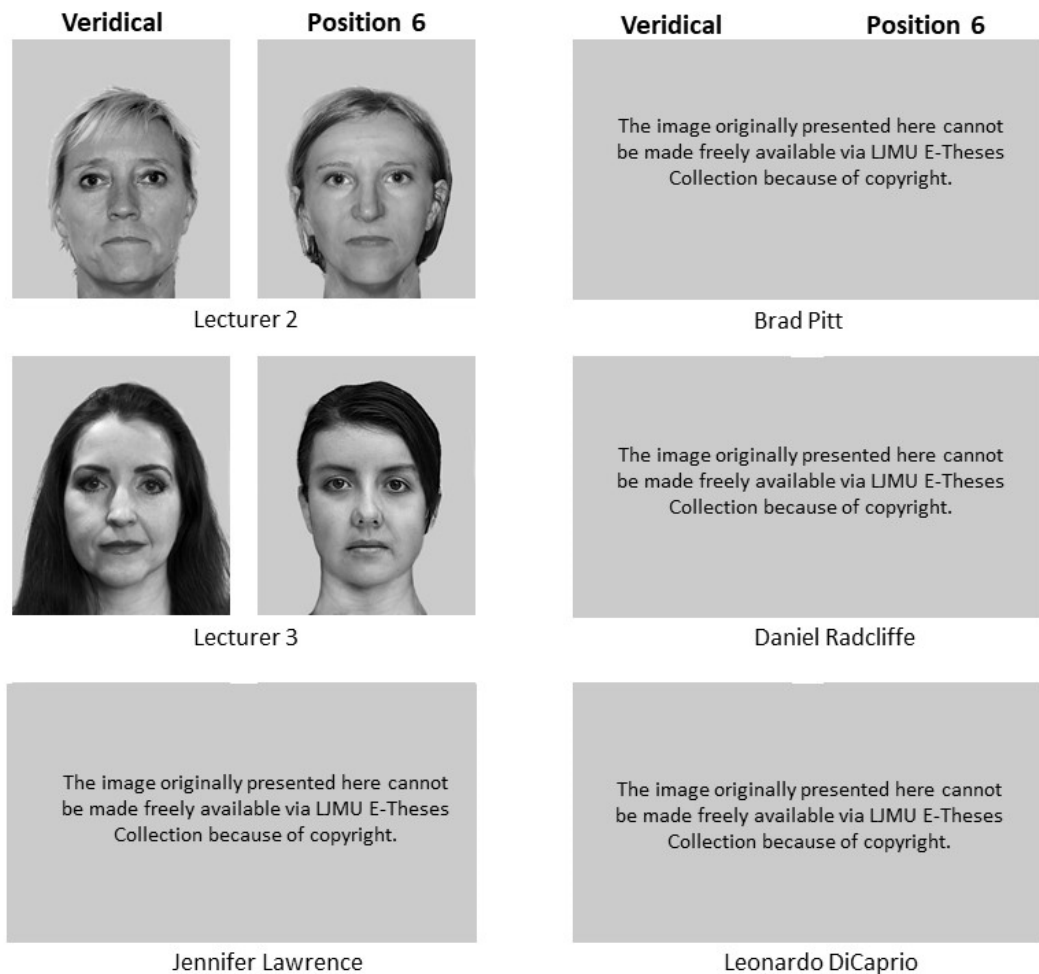 Veridical Position 6 Veridical Position 6
The image originally presented here cannot
be made freely available via LJMU E-Theses
Collection because of copyright.
Lecturer 2 Brad Pitt
The image originally presented here cannot
be made freely available via LJMU E-Theses
Collection because of copyright.
Lecturer 3 Daniel Radcliffe
The image originally presented here cannot
be made freely available via LJMU E-Theses
Collection because of copyright.
The image originally presented here cannot
be made freely available via LJMU E-Theses
Collection because of copyright.
Jennifer Lawrence Leonardo DiCaprio